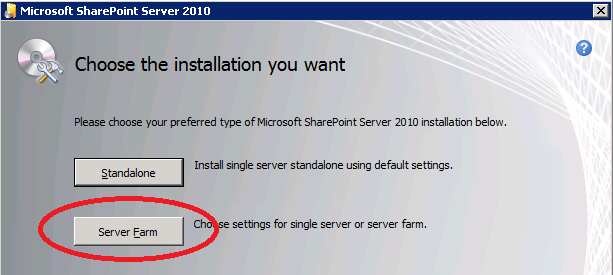 Microsoft SharePoint Server 2010
?
Choose the installation you want
Please choose your preferred type of Microsoft SharePoint Server 2010 installation below.
Standalone
Install single server standalone using default settings.
Server Farm
Choose settings for single server or server farm.